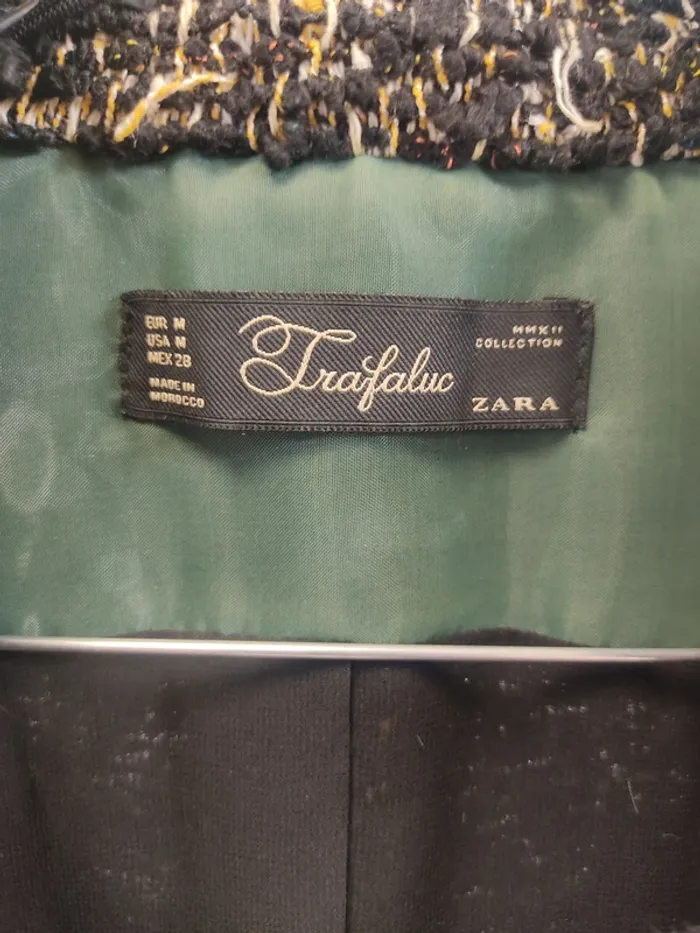 EUR M
USA M
MEX 28
MADE IN
MOROCCO
Trafaluc
MMXII
COLLECTION
ZARA